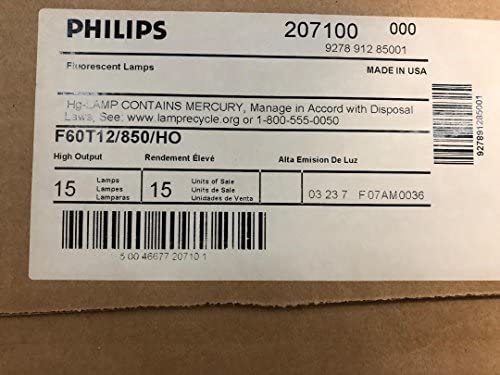 PHILIPS
207100 000
9278 912 85001
Fluorescent Lamps
MADE IN USA
Hg-LAMP CONTAINS MERCURY, Manage in Accord with Disposal
Laws, See: www.lamprecycle.org or 1-800-555-0050
F60T12/850/HO
High Output Rendement Élevé Alta Emision De Luz
15 Lamps Lampes Lamparas 15 Units of Sale Unités de Sale Unidades de Venta
03 23 7 F07AM0036
5 00 46677 20710 1
927891285001